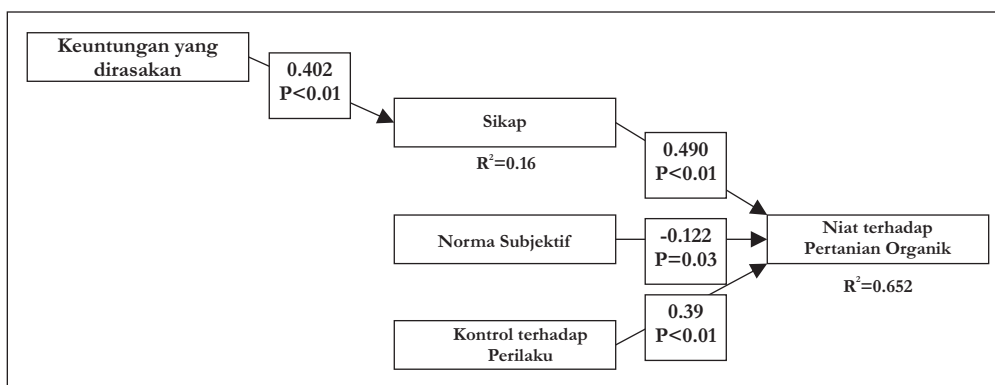 Keuntungan yang
dirasakan
0.402
P<0.01
Sikap
R²=0.16
0.490
P<0.01
Norma Subjektif
-0.122
P=0.03
Niat terhadap
Pertanian Organik
R²=0.652
0.39
P<0.01
Kontrol terhadap
Perilaku